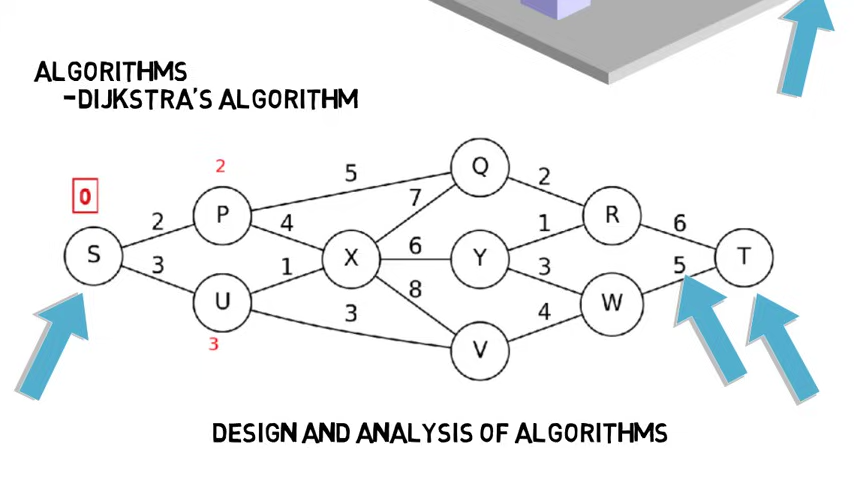 ALGORITHMS
-DIJKSTRA'S ALGORITHM
2
5
Q
2
0
7
P
R
2
4
1
6
S
X
6
Y
T
3
1
3
5
8
U
W
3
4
3
V
DESIGN AND ANALYSIS OF ALGORITHMS